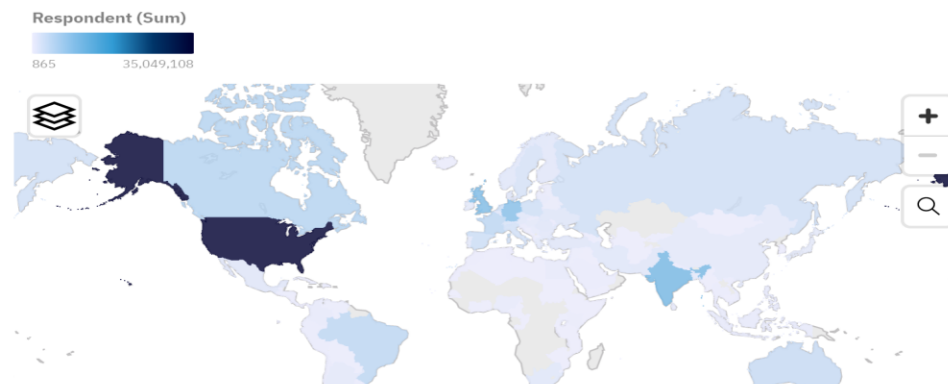 Respondent (Sum)
865 35,049,108
+
−